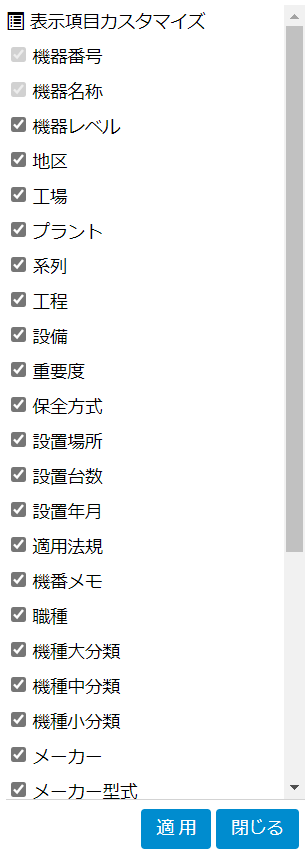 表示項目カスタマイズ
機器番号
機器名称
機器レベル
地区
工場
プラント
系列
工程
設備
重要度
保全方式
設置場所
設置台数
設置年月
適用法規
機番メモ
職種
機種大分類
機種中分類
機種小分類
メーカー
メーカー型式
適 用 閉じる